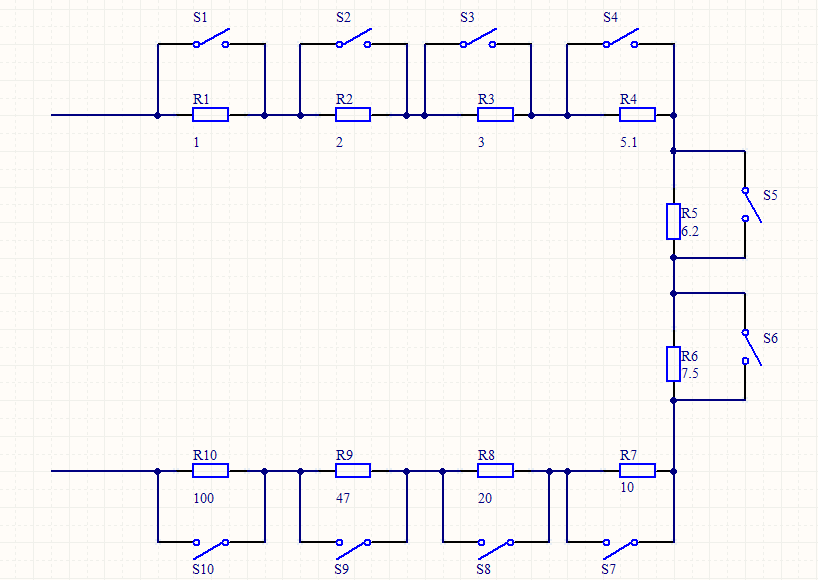 S1 S2 S3 S4
R1 R2 R3 R4
1 2 3 5.1
S5
R5
6.2
S6
R6
7.5
R10 R9 R8 R7
100 47 20 10
S10 S9 S8 S7